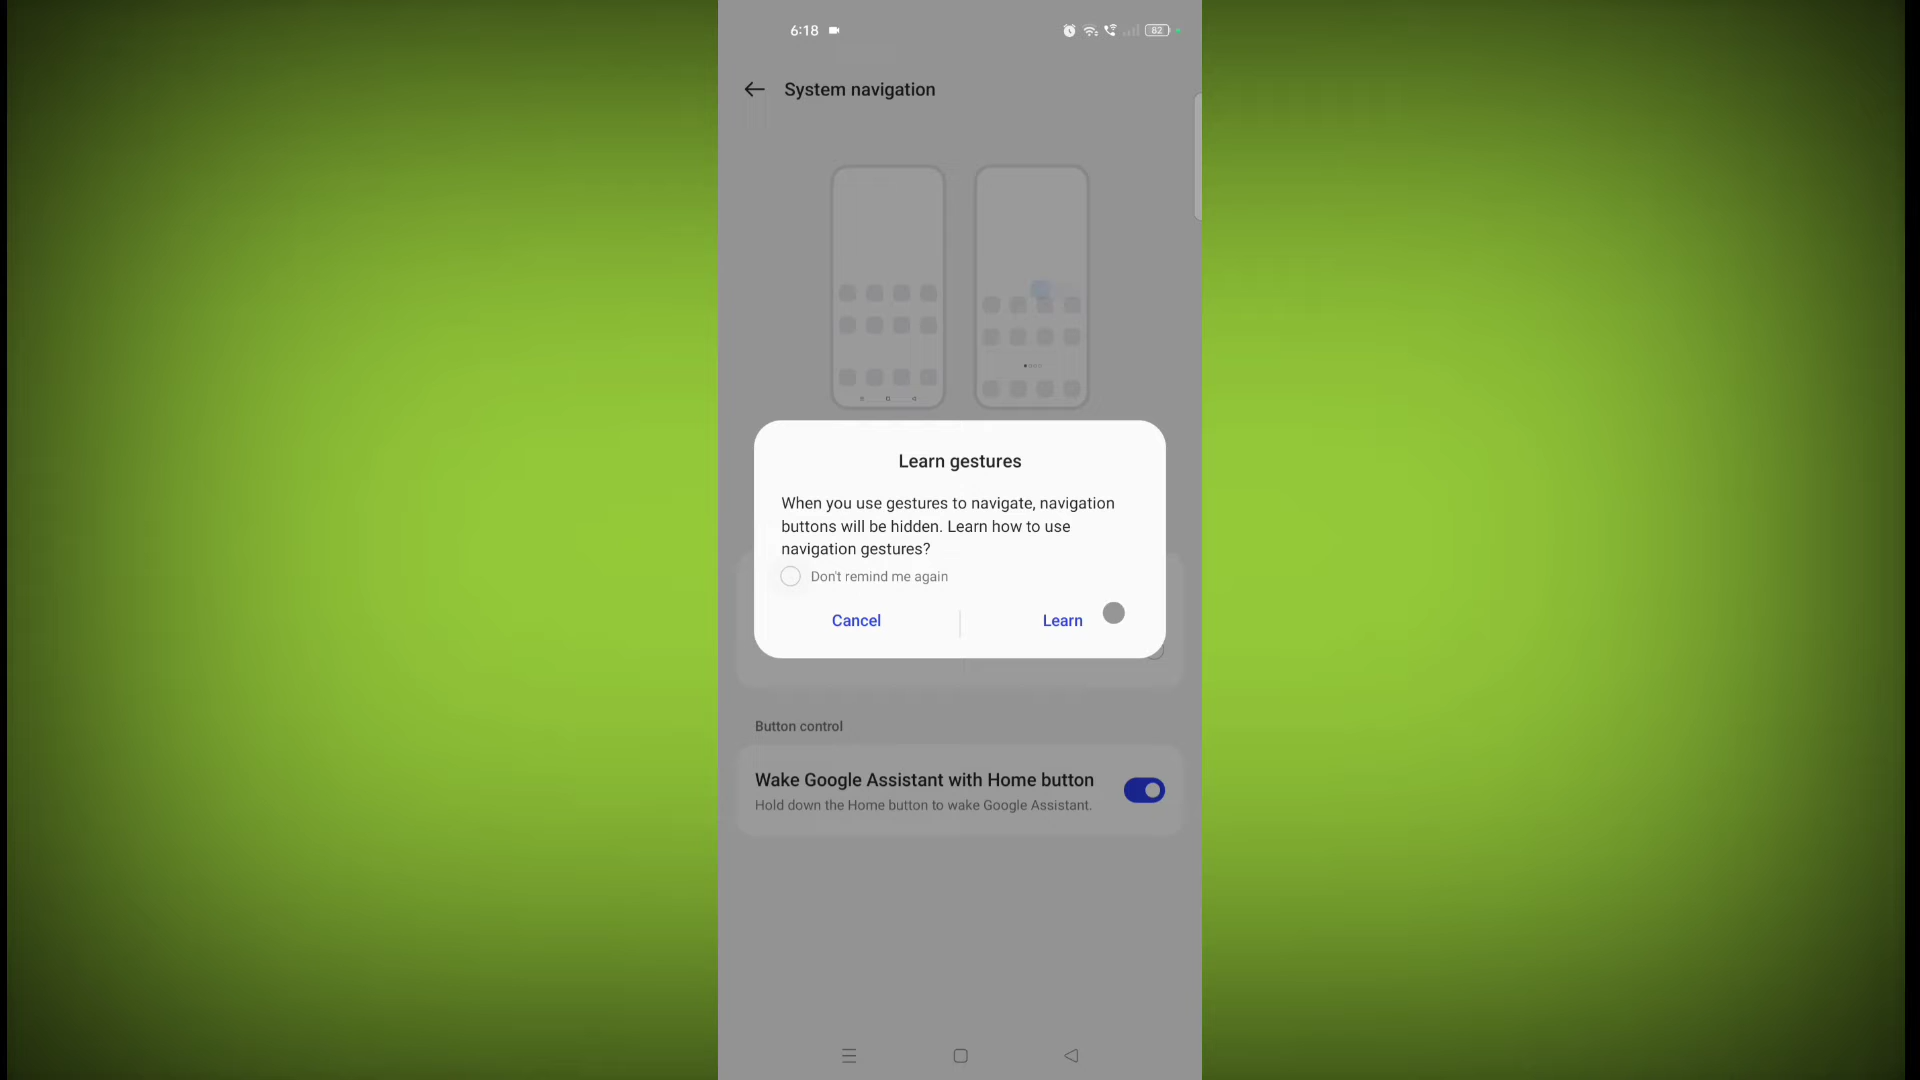 6:18
82
System navigation
Learn gestures
When you use gestures to navigate, navigation
buttons will be hidden. Learn how to use
navigation gestures?
Don't remind me again
Cancel
Learn
Button control
Wake Google Assistant with Home button
Hold down the Home button to wake Google Assistant.